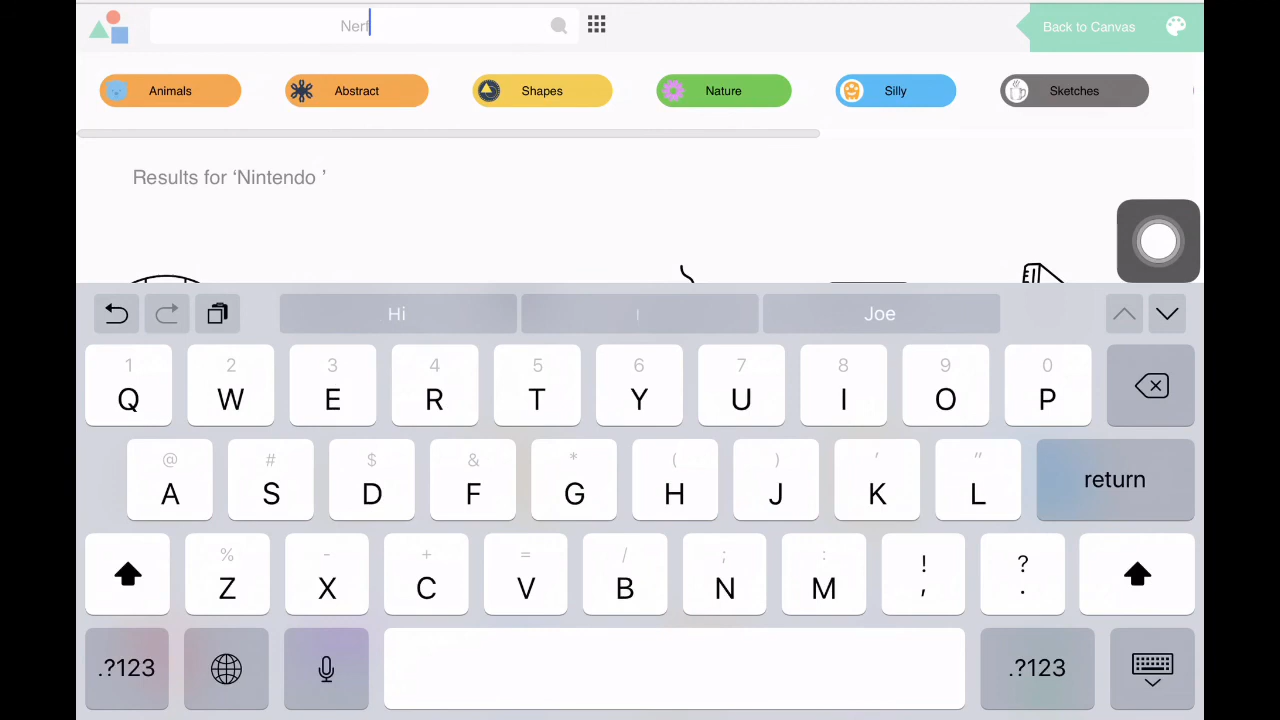 Nerf
Back to Canvas
Animals Abstract Shapes Nature Silly Sketches
Results for ‘Nintendo ’
Hi I Joe
1 2 3 4 5 6 7 8 9 0
Q W E R T Y U I O P
@ # $ & * ( ) ' "
A S D F G H J K L return
% - + = / ; : ! ?
Z X C V B N M , .
.?123 .?123